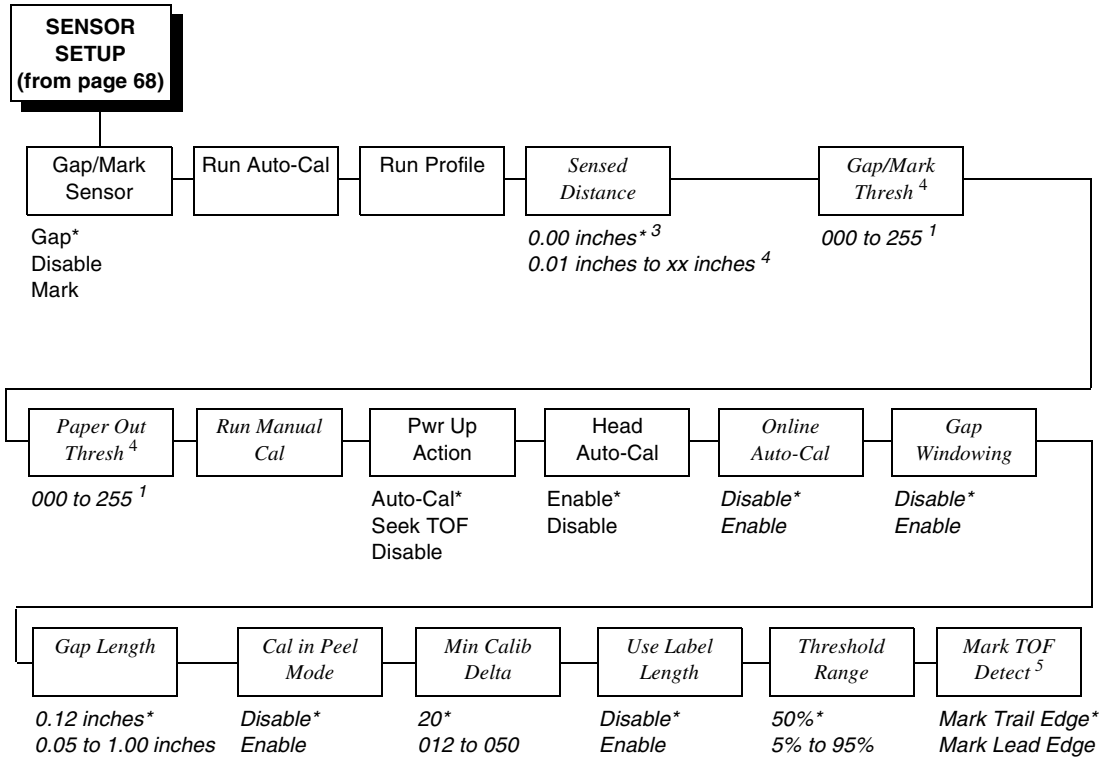 SENSOR
SETUP
(from page 68)
Gap/Mark
Sensor
Run Auto-Cal
Run Profile
Sensed
Distance
Gap/Mark
Thresh 4
Gap*
Disable
Mark
0.00 inches* 3
0.01 inches to xx inches 4
000 to 255 1
Paper Out
Thresh 4
Run Manual
Cal
Pwr Up
Action
Head
Auto-Cal
Online
Auto-Cal
Gap
Windowing
000 to 255 1
Auto-Cal*
Seek TOF
Disable
Enable*
Disable
Disable*
Enable
Disable*
Enable
Gap Length
Cal in Peel
Mode
Min Calib
Delta
Use Label
Length
Threshold
Range
Mark TOF
Detect 5
0.12 inches*
0.05 to 1.00 inches
Disable*
Enable
20*
012 to 050
Disable*
Enable
50%*
5% to 95%
Mark Trail Edge*
Mark Lead Edge